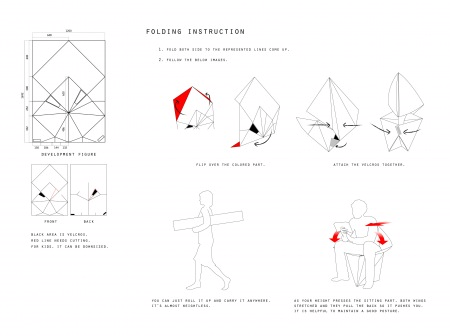 FOLDING INSTRUCTION
1. FOLD BOTH SIDE TO THE REPRESENTED LINES COME UP.
2. FOLLOW THE BELOW IMAGES.
DEVELOPMENT FIGURE
FLIP OVER THE COLORED PART.
ATTACH THE VELCROS TOGETHER.
FRONT
BACK
BLACK AREA IS VELCROS,
RED LINE NEEDS CUTTING.
FOR KIDS, IT CAN BE DOWNSIZED.
YOU CAN JUST ROLL IT UP AND CARRY IT ANYWHERE,
IT'S ALMOST WEIGHTLESS.
AS YOUR WEIGHT PRESSES THE SITTING PART, BOTH WINGS
STRETCHED AND THEY PULL THE BACK SO IT PUSHES YOU.
IT IS HELPFUL TO MAINTAIN A GOOD POSTURE.